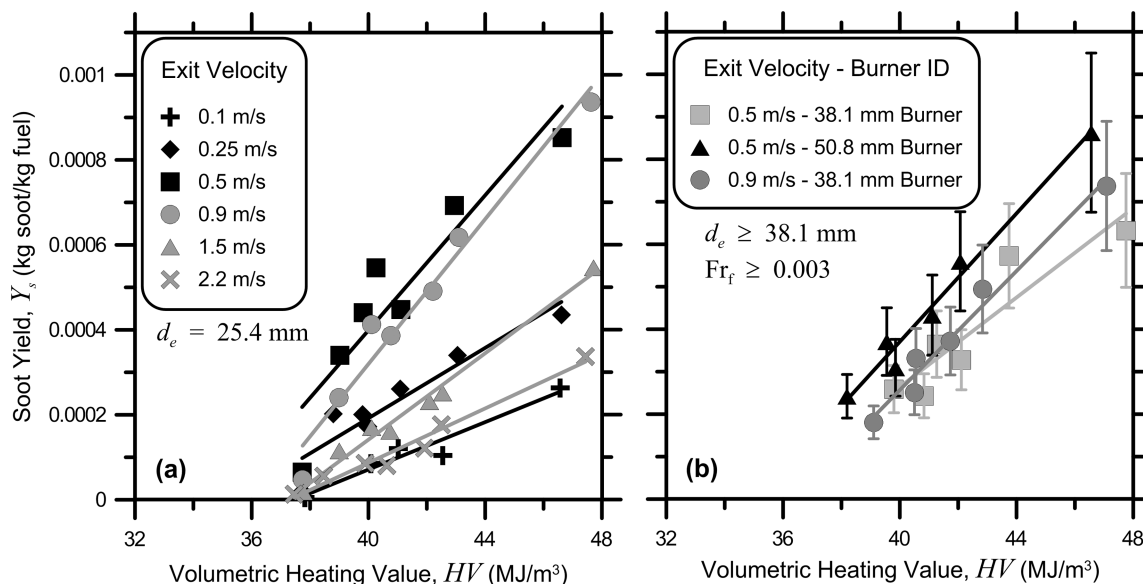 Soot Yield, Yₛ (kg soot/kg fuel)
0.001
0.0008
0.0006
0.0004
0.0002
0
Exit Velocity
0.1 m/s
0.25 m/s
0.5 m/s
0.9 m/s
1.5 m/s
2.2 m/s
dₑ = 25.4 mm
(a)
32 36 40 44 48
Volumetric Heating Value, HV (MJ/m³)
Exit Velocity - Burner ID
0.5 m/s - 38.1 mm Burner
0.5 m/s - 50.8 mm Burner
0.9 m/s - 38.1 mm Burner
dₑ ≥ 38.1 mm
Fr_f ≥ 0.003
(b)
32 36 40 44 48
Volumetric Heating Value, HV (MJ/m³)